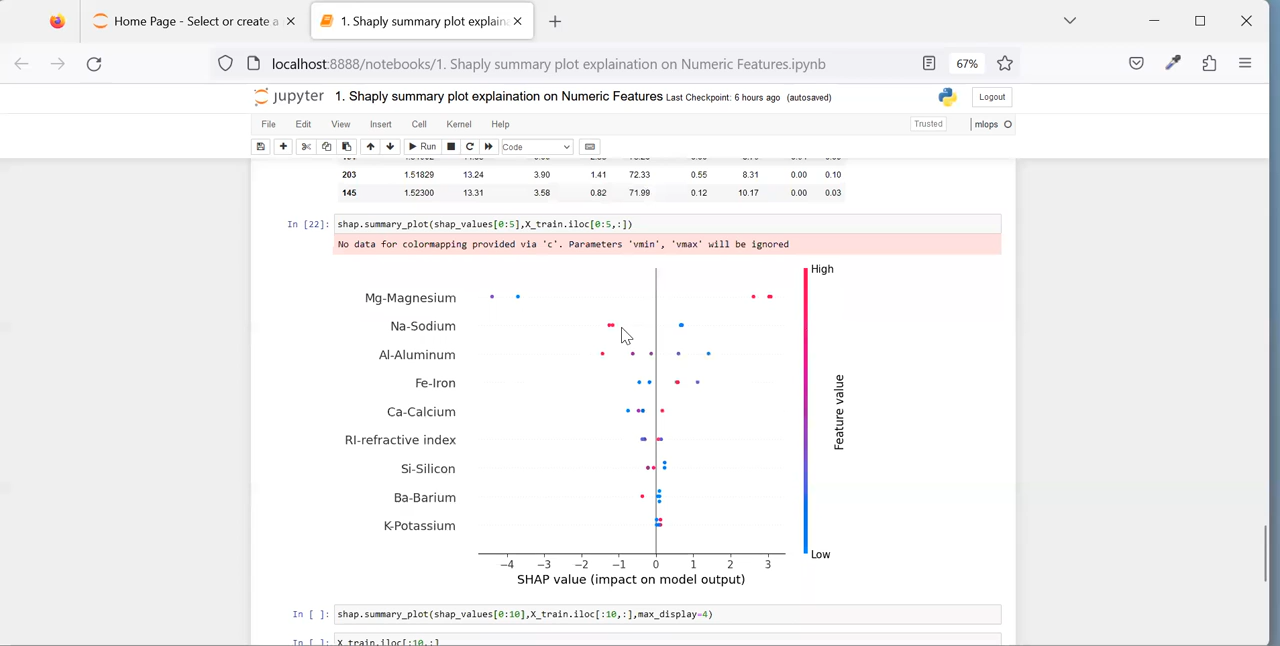 Home Page - Select or create a
1. Shaply summary plot explain
localhost:8888/notebooks/1. Shaply summary plot explaination on Numeric Features.ipynb
67%
jupyter 1. Shaply summary plot explaination on Numeric Features Last Checkpoint: 6 hours ago (autosaved)
Logout
File Edit View Insert Cell Kernel Help
Trusted
mlops
Run
Code
203 1.51829 13.24 3.90 1.41 72.33 0.55 8.31 0.00 0.10
145 1.52300 13.31 3.58 0.82 71.99 0.12 10.17 0.00 0.03
In [22]: shap.summary_plot(shap_values[0:5],X_train.iloc[0:5,:])
No data for colormapping provided via 'c'. Parameters 'vmin', 'vmax' will be ignored
High
Mg-Magnesium
Na-Sodium
Al-Aluminum
Fe-Iron
Ca-Calcium
RI-refractive index
Si-Silicon
Ba-Barium
K-Potassium
Feature value
Low
−4 −3 −2 −1 0 1 2 3
SHAP value (impact on model output)
In [ ]: shap.summary_plot(shap_values[0:10],X_train.iloc[:10,:],max_display=4)
In [ ]: X_train.iloc[:10,:]